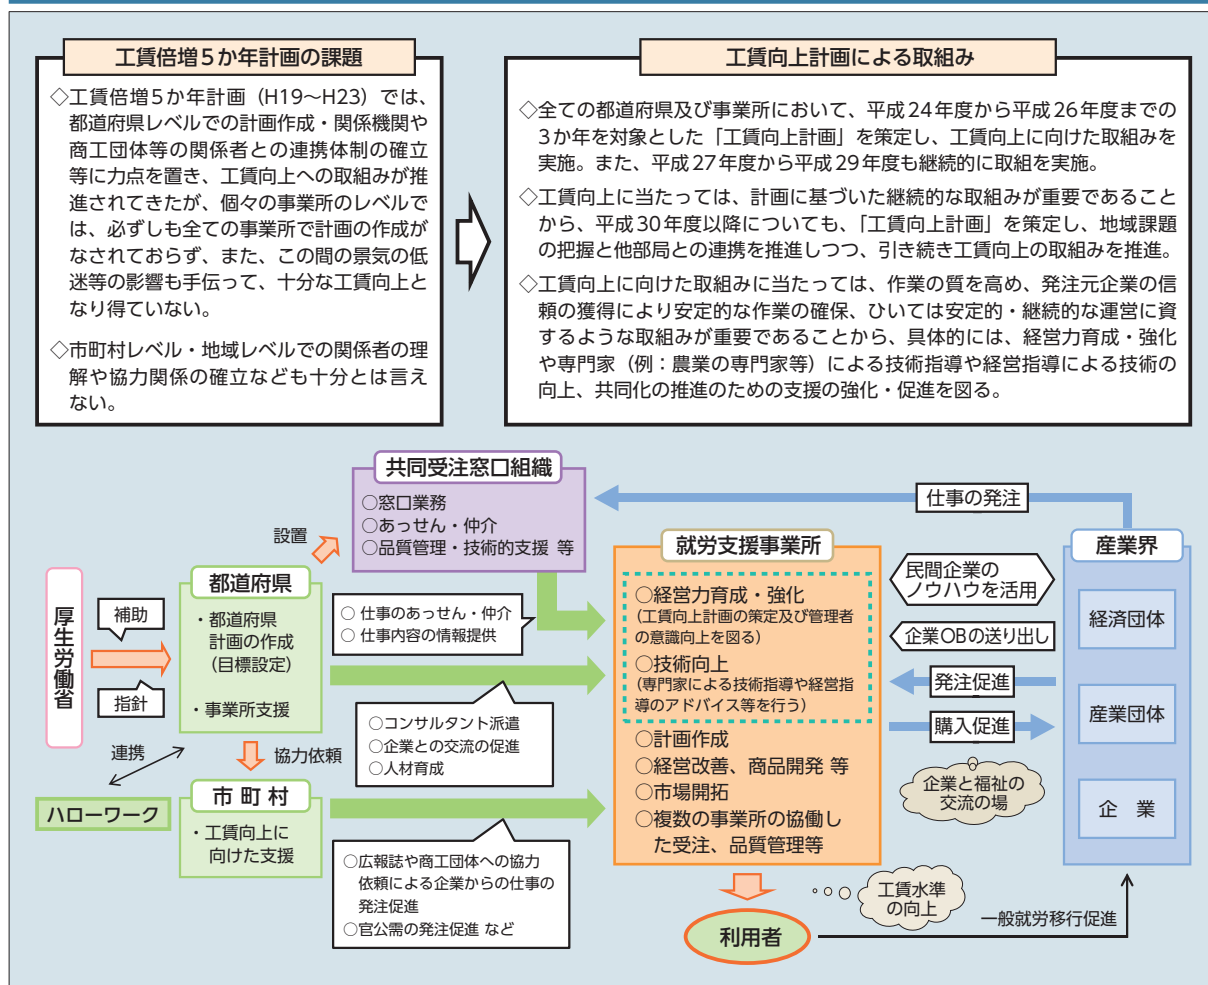 工賃倍増5か年計画の課題
◇工賃倍増5か年計画（H19～H23）では、
都道府県レベルでの計画作成・関係機関や
商工団体等の関係者との連携体制の確立
等に力点を置き、工賃向上への取組みが推
進されてきたが、個々の事業所のレベルで
は、必ずしも全ての事業所で計画の作成が
なされておらず、また、この間の景気の低
迷等の影響も手伝って、十分な工賃向上と
なり得ていない。
◇市町村レベル・地域レベルでの関係者の理
解や協力関係の確立なども十分とは言え
ない。
工賃向上計画による取組み
◇全ての都道府県及び事業所において、平成24年度から平成26年度までの
3か年を対象とした「工賃向上計画」を策定し、工賃向上に向けた取組みを
実施。また、平成27年度から平成29年度も継続的に取組を実施。
◇工賃向上に当たっては、計画に基づいた継続的な取組みが重要であること
から、平成30年度以降についても、「工賃向上計画」を策定し、地域課題
の把握と他部局との連携を推進しつつ、引き続き工賃向上の取組みを推進。
◇工賃向上に向けた取組みに当たっては、作業の質を高め、発注元企業の信
頼の獲得により安定的な作業の確保、ひいては安定的・継続的な運営に資
するような取組みが重要であることから、具体的には、経営力育成・強化
や専門家（例：農業の専門家等）による技術指導や経営指導による技術の
向上、共同化の推進のための支援の強化・促進を図る。
共同受注窓口組織
○窓口業務
○あっせん・仲介
○品質管理・技術的支援 等
設置
厚生労働省
補助
指針
都道府県
・都道府県
計画の作成
（目標設定）
・事業所支援
連携
協力依頼
ハローワーク
市町村
・工賃向上に
向けた支援
○ 仕事のあっせん・仲介
○ 仕事内容の情報提供
○コンサルタント派遣
○企業との交流の促進
○人材育成
○広報誌や商工団体への協力
依頼による企業からの仕事の
発注促進
○官公需の発注促進 など
就労支援事業所
○経営力育成・強化
（工賃向上計画の策定及び管理者
の意識向上を図る）
○技術向上
（専門家による技術指導や経営指
導のアドバイス等を行う）
○計画作成
○経営改善、商品開発 等
○市場開拓
○複数の事業所の協働し
た受注、品質管理等
仕事の発注
民間企業の
ノウハウを活用
企業OBの送り出し
発注促進
購入促進
企業と福祉の
交流の場
産業界
経済団体
産業団体
企 業
工賃水準
の向上
利用者
一般就労移行促進